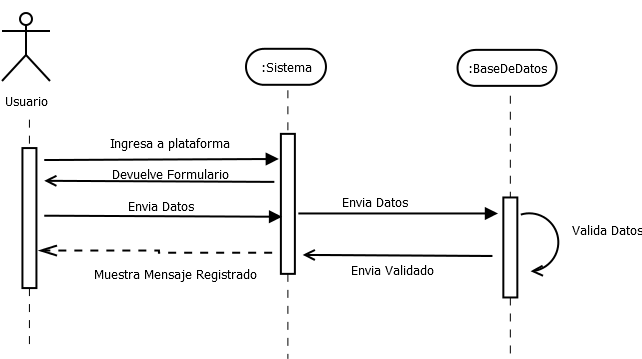 :Sistema
:BaseDeDatos
Usuario
Ingresa a plataforma
Devuelve Formulario
Envia Datos
Envia Datos
Valida Datos
Muestra Mensaje Registrado
Envia Validado